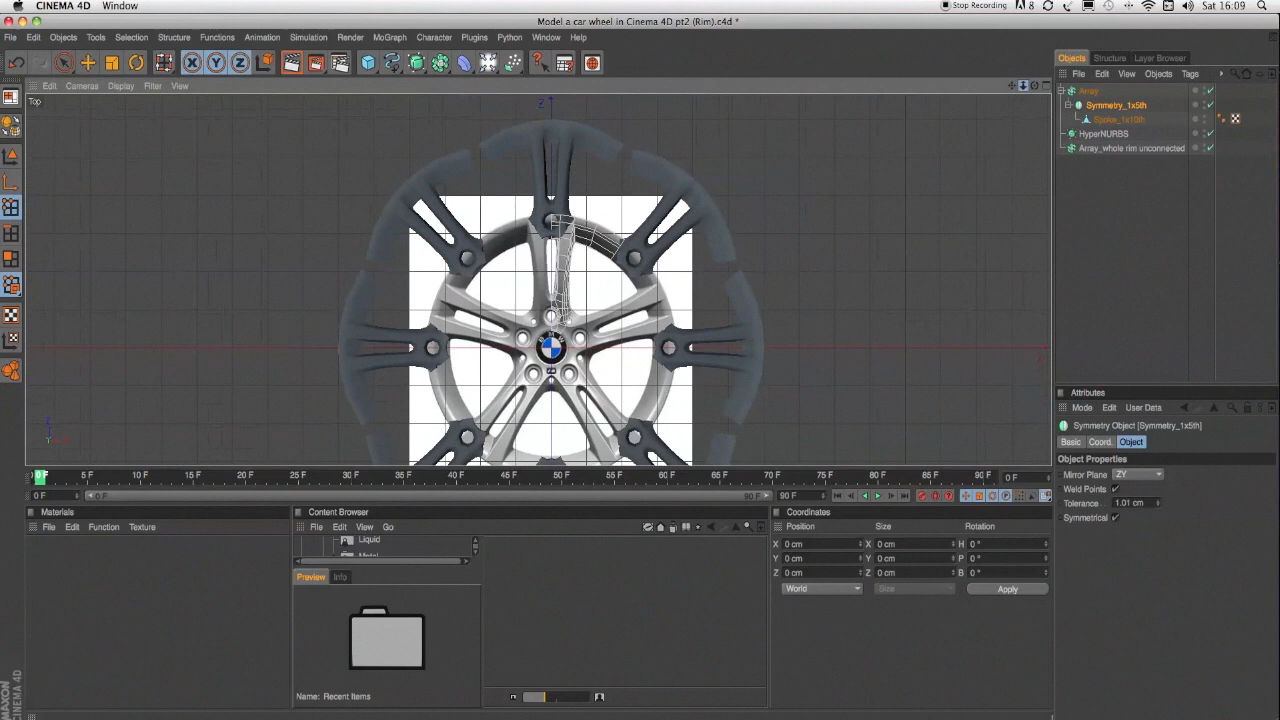 CINEMA 4D Window
Stop Recording
8
Sat 16:09
Model a car wheel in Cinema 4D pt2 (Rim).c4d *
File Edit Objects Tools Selection Structure Functions Animation Simulation Render MoGraph Character Plugins Python Window Help
X Y Z
Edit Cameras Display Filter View
Top
Z
Objects Structure Layer Browser
File Edit View Objects Tags
Array
Symmetry_1x5th
Spoke_1x10th
HyperNURBS
Array_whole rim unconnected
Attributes
Mode Edit User Data
Symmetry Object [Symmetry_1x5th]
Basic Coord. Object
Object Properties
Mirror Plane ZY
Weld Points
Tolerance 1.01 cm
Symmetrical
0 F 5 F 10 F 15 F 20 F 25 F 30 F 35 F 40 F 45 F 50 F 55 F 60 F 65 F 70 F 75 F 80 F 85 F 90 F 0 F
0 F 0 F 90 F 90 F
Materials
File Edit Function Texture
Content Browser
File Edit View Go
Liquid
Metal
Preview Info
Name: Recent Items
Coordinates
Position Size Rotation
X 0 cm X 0 cm H 0 °
Y 0 cm Y 0 cm P 0 °
Z 0 cm Z 0 cm B 0 °
World Size Apply
MAXON
CINEMA 4D